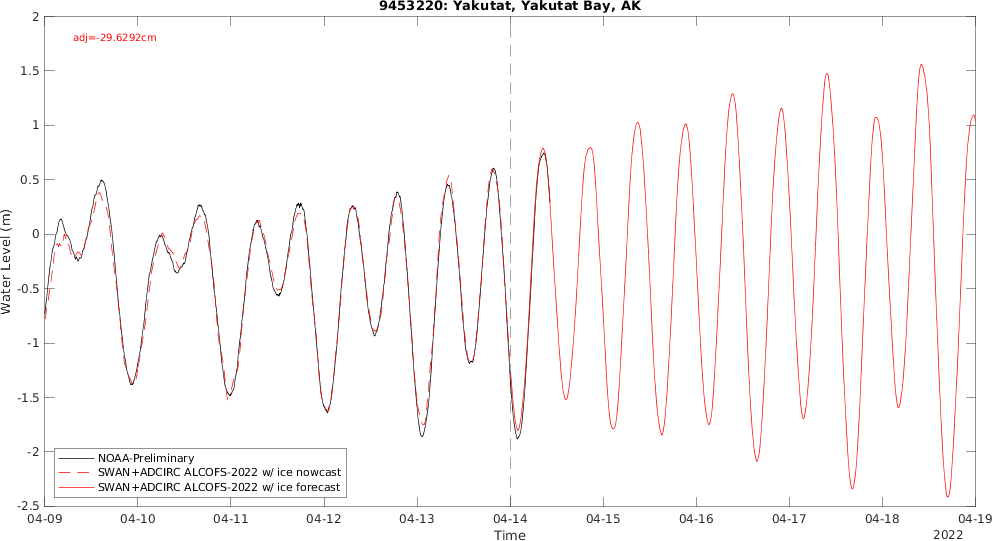 9453220: Yakutat, Yakutat Bay, AK
adj=-29.6292cm
Water Level (m)
2
1.5
1
0.5
0
-0.5
-1
-1.5
-2
-2.5
NOAA-Preliminary
SWAN+ADCIRC ALCOFS-2022 w/ ice nowcast
SWAN+ADCIRC ALCOFS-2022 w/ ice forecast
04-09 04-10 04-11 04-12 04-13 04-14 04-15 04-16 04-17 04-18 04-19
Time
2022